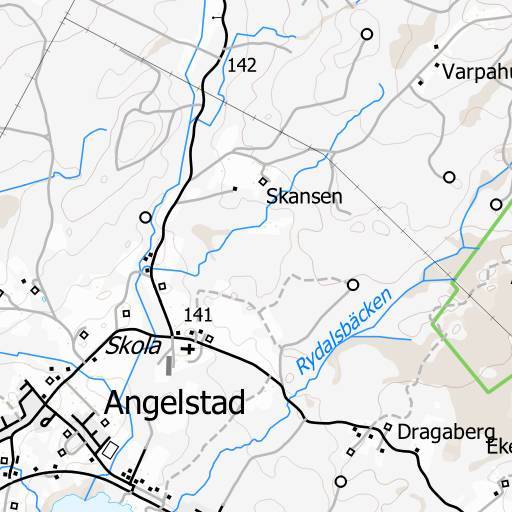 142
Varpahu
Skansen
Rydalsbäcken
141
Skola
Angelstad
Dragaberg
Eke